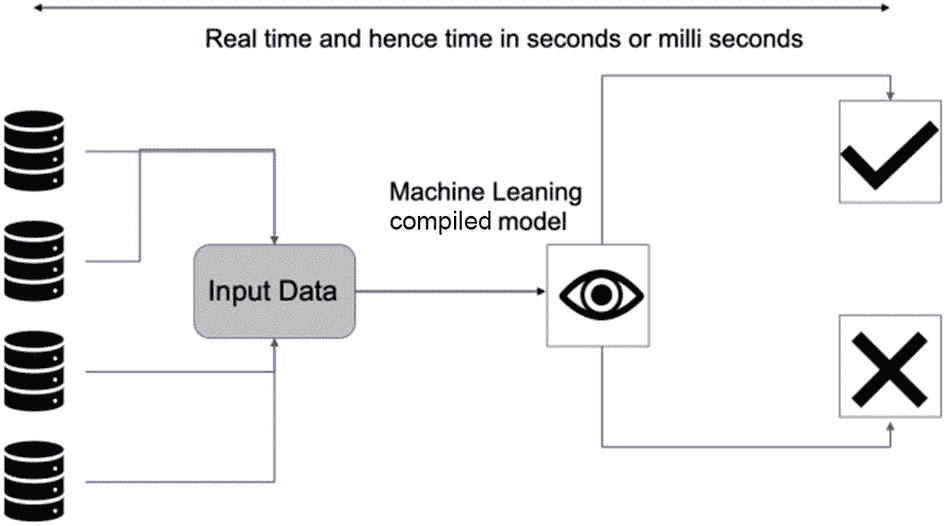 Real time and hence time in seconds or milli seconds
Machine Leaning
compiled model
Input Data